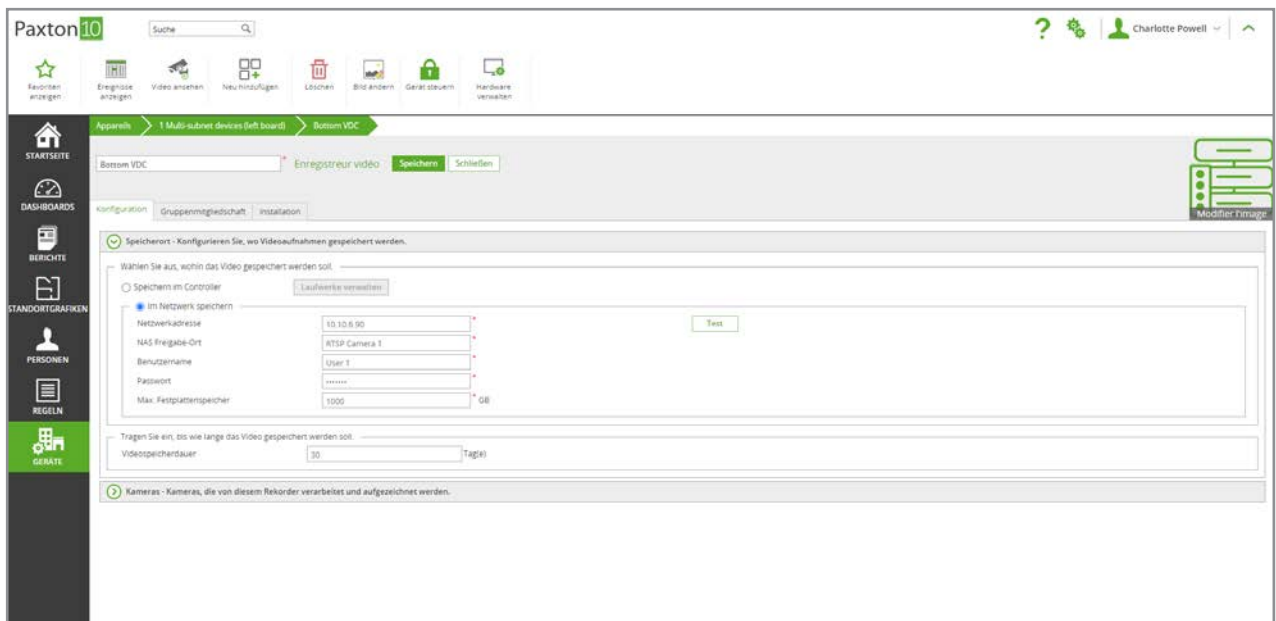 Paxton 10
Suche
Charlotte Powell
Favoriten anzeigen
Ereignisse anzeigen
Video ansehen
Neu hinzufügen
Löschen
Bild ändern
Gerät steuern
Hardware verwalten
STARTSEITE
DASHBOARDS
BERICHTE
STANDORTGRAFIKEN
PERSONEN
REGELN
GERÄTE
Appareils
1 Multi-subnet devices (left board)
Bottom VDC
Bottom VDC * Enregistreur vidéo Speichern Schließen
Modifier l'image
Konfiguration Gruppenmitgliedschaft Installation
Speicherort - Konfigurieren Sie, wo Videoaufnahmen gespeichert werden.
Wählen Sie aus, wohin das Video gespeichert werden soll.
Speichern im Controller Laufwerke verwalten
Im Netzwerk speichern
Netzwerkadresse 10.10.6.90 * Test
NAS Freigabe-Ort RTSP Camera 1 *
Benutzername User 1 *
Passwort ••••••• *
Max. Festplattenspeicher 1000 * GB
Tragen Sie ein, bis wie lange das Video gespeichert werden soll.
Videospeicherdauer 30 Tag(e)
Kameras - Kameras, die von diesem Rekorder verarbeitet und aufgezeichnet werden.